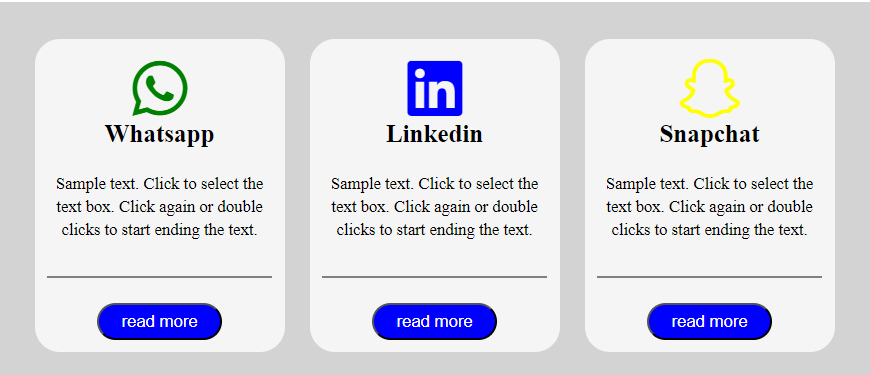 Whatsapp
Sample text. Click to select the
text box. Click again or double
clicks to start ending the text.
read more
in
Linkedin
Sample text. Click to select the
text box. Click again or double
clicks to start ending the text.
read more
Snapchat
Sample text. Click to select the
text box. Click again or double
clicks to start ending the text.
read more